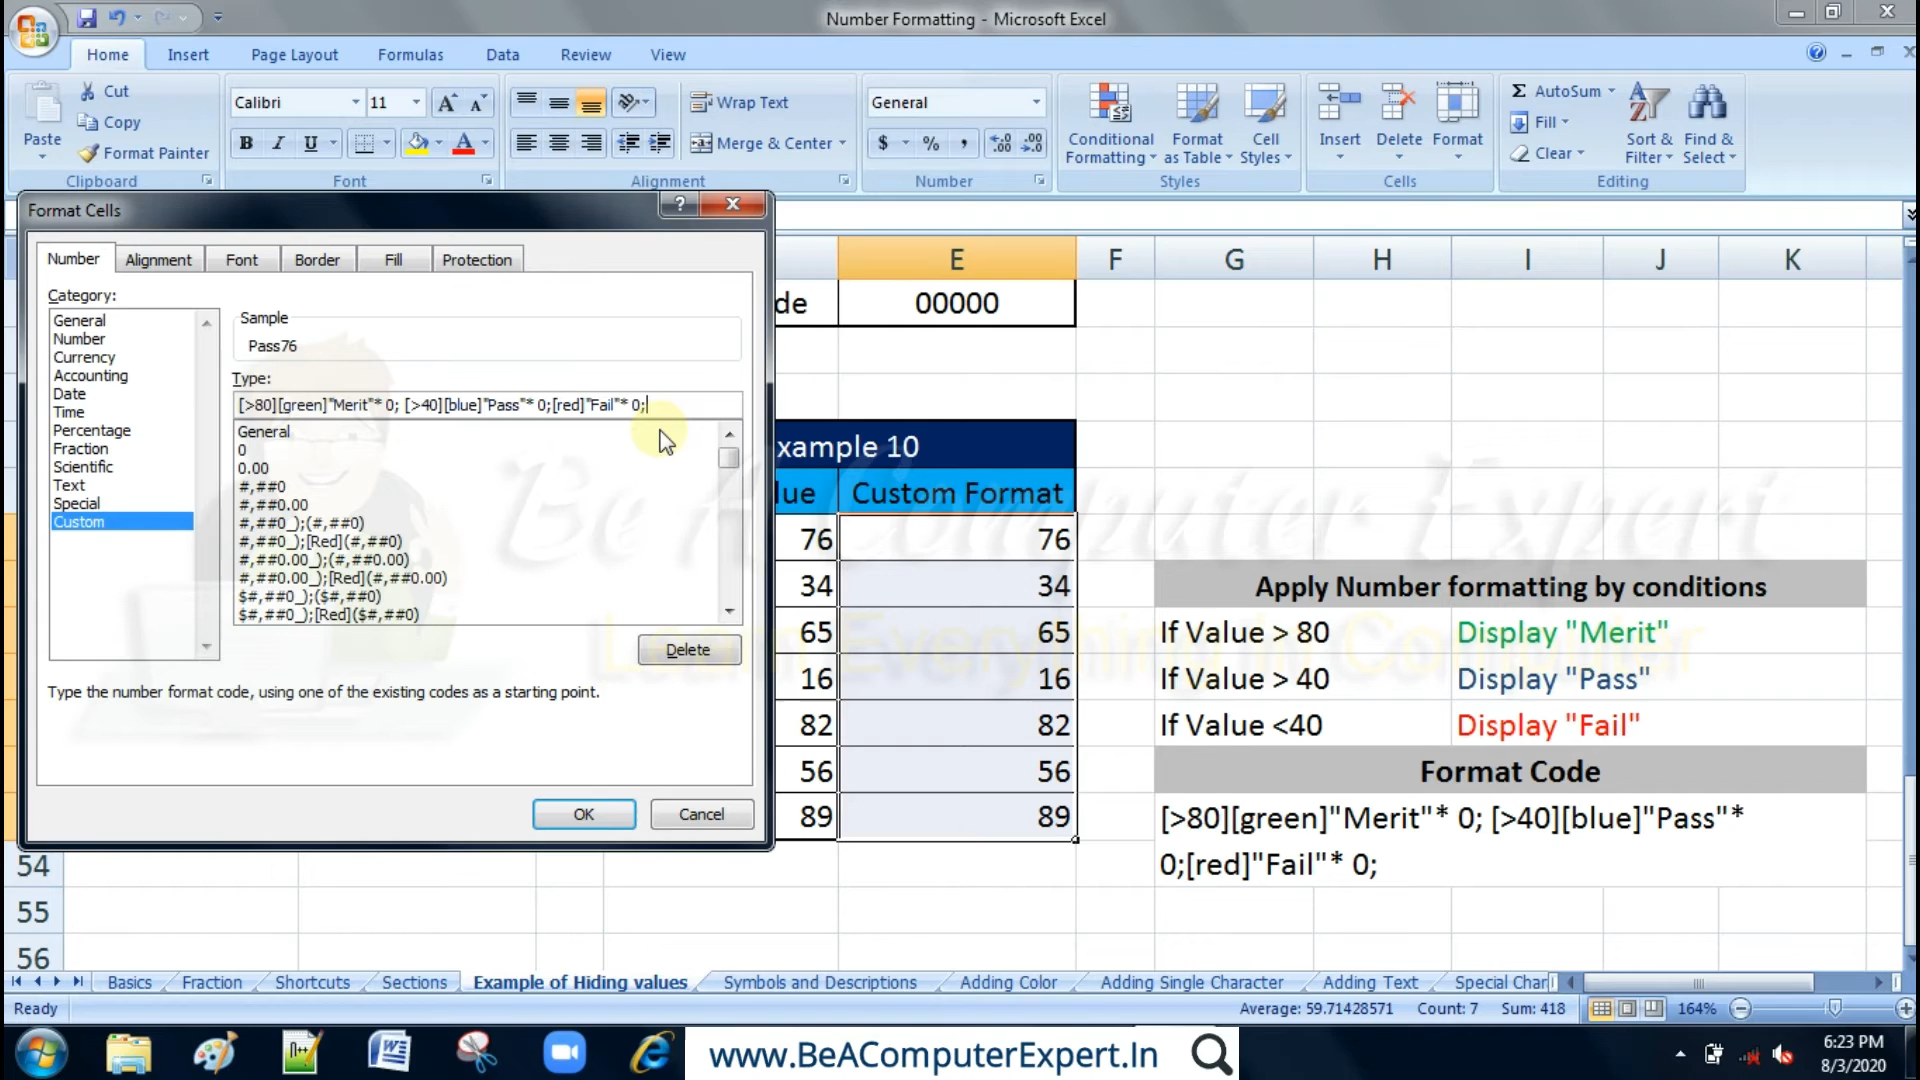 Number Formatting - Microsoft Excel
Home Insert Page Layout Formulas Data Review View
Cut
Copy
Format Painter
Paste
Clipboard
Calibri 11
B I U
Font
Wrap Text
Merge & Center
Alignment
General
$ % ,
Number
Conditional Formatting
Format as Table
Cell Styles
Styles
Insert Delete Format
Cells
AutoSum
Fill
Clear
Sort & Filter
Find & Select
Editing
Format Cells
Number Alignment Font Border Fill Protection
Category:
General
Number
Currency
Accounting
Date
Time
Percentage
Fraction
Scientific
Text
Special
Custom
Sample
Pass76
Type:
[>80][green]"Merit"* 0; [>40][blue]"Pass"* 0;[red]"Fail"* 0;
General
0
0.00
#,##0
#,##0.00
#,##0_);(#,##0)
#,##0_);[Red](#,##0)
#,##0.00_);(#,##0.00)
#,##0.00_);[Red](#,##0.00)
$#,##0_);($#,##0)
$#,##0_);[Red]($#,##0)
Delete
Type the number format code, using one of the existing codes as a starting point.
OK Cancel
E F G H I J K
de 00000
xample 10
lue Custom Format
76 76
34 34
65 65
16 16
82 82
56 56
89 89
Apply Number formatting by conditions
If Value > 80 Display "Merit"
If Value > 40 Display "Pass"
If Value <40 Display "Fail"
Format Code
[>80][green]"Merit"* 0; [>40][blue]"Pass"*
0;[red]"Fail"* 0;
Be A Computer Expert
Learn Everything in Computer
54
55
56
Basics Fraction Shortcuts Sections Example of Hiding values Symbols and Descriptions Adding Color Adding Single Character Adding Text Special Char
Ready Average: 59.71428571 Count: 7 Sum: 418 164%
www.BeAComputerExpert.In
6:23 PM
8/3/2020